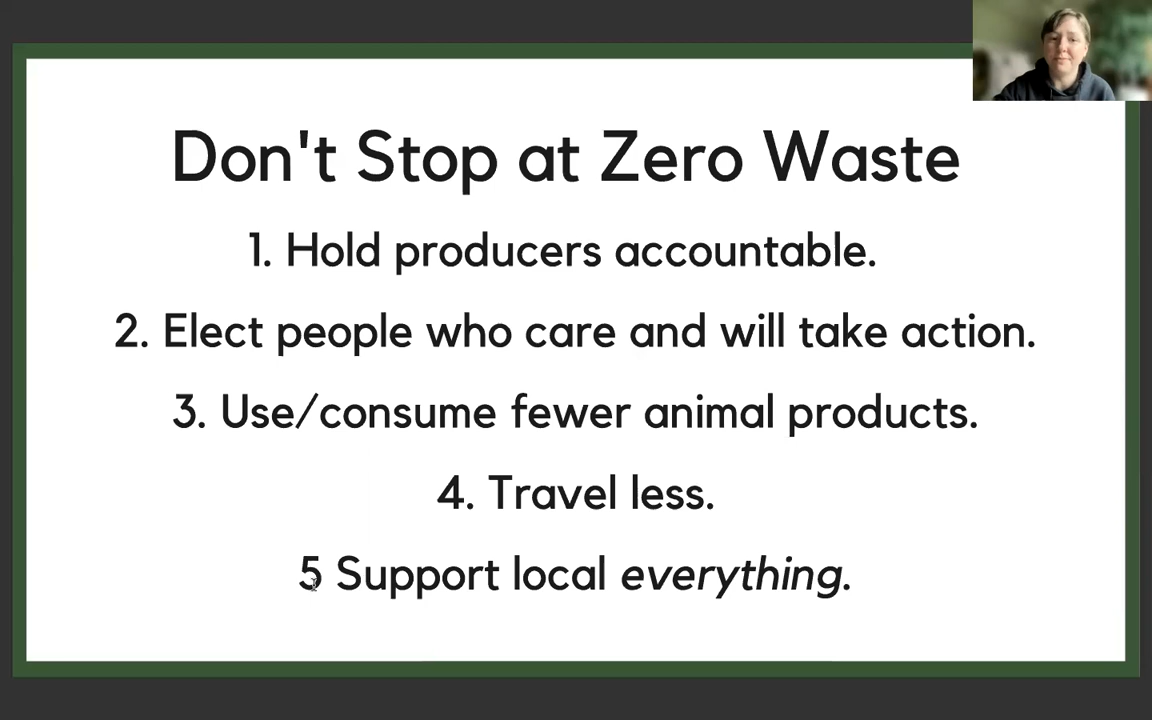 Don't Stop at Zero Waste
1. Hold producers accountable.
2. Elect people who care and will take action.
3. Use/consume fewer animal products.
4. Travel less.
5 Support local everything.